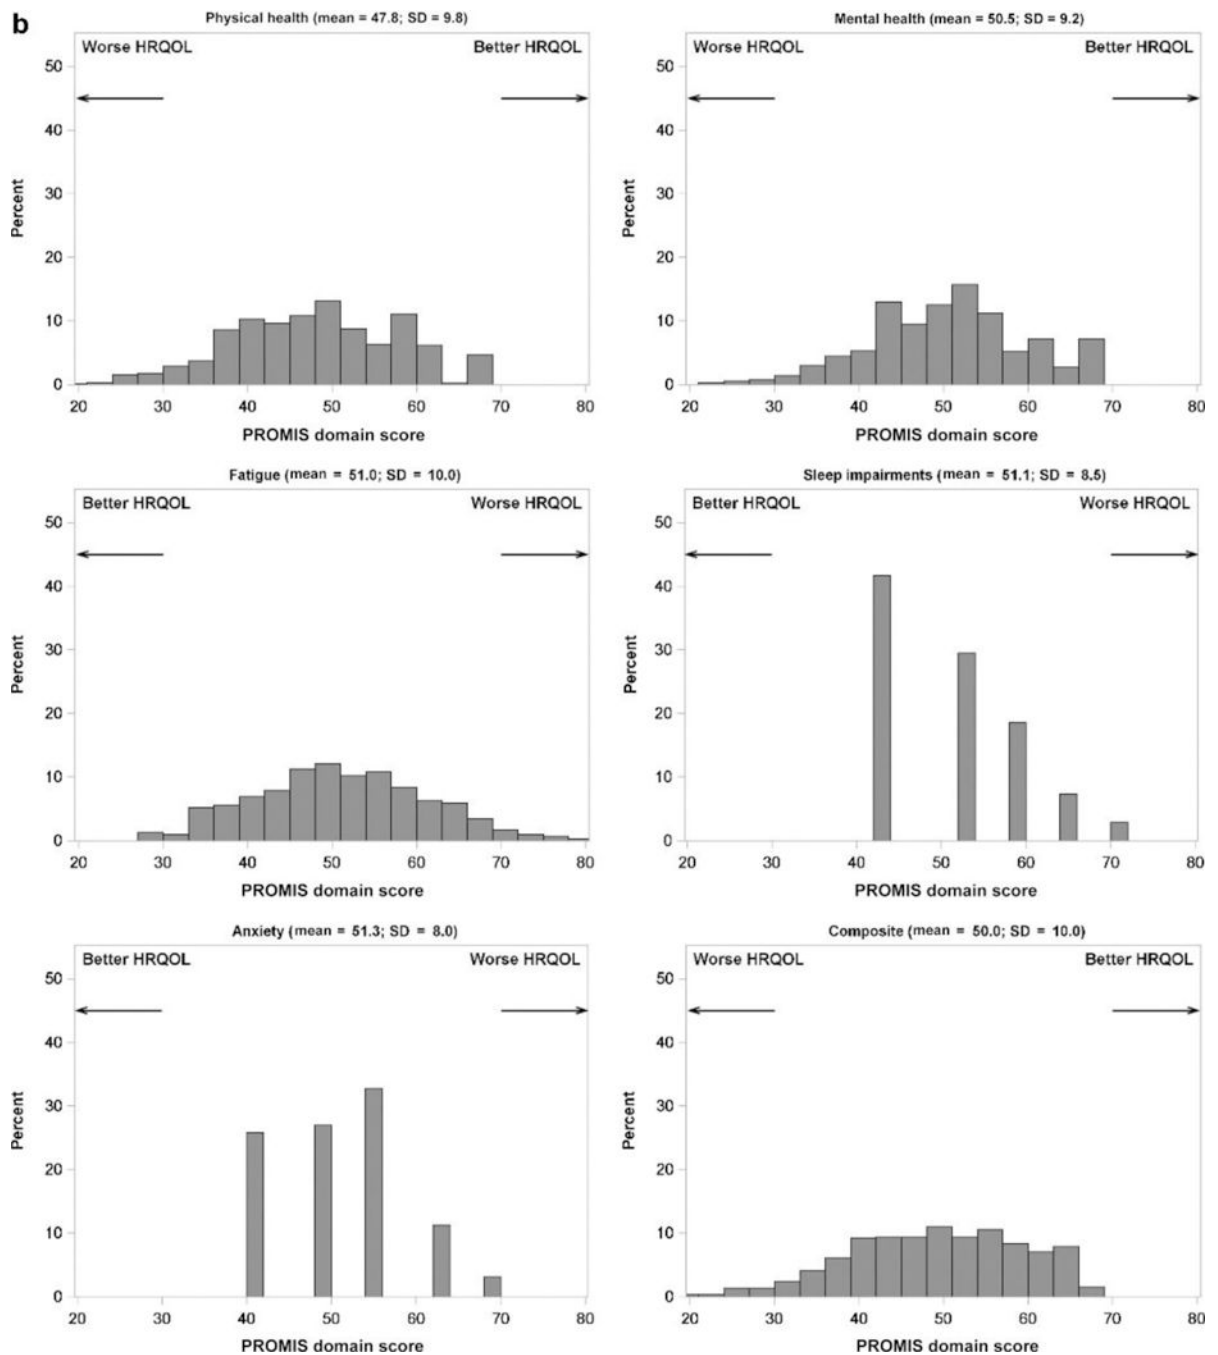 b
Physical health (mean = 47.8; SD = 9.8)
Worse HRQOL
Better HRQOL
50
40
30
20
10
0
Percent
20 30 40 50 60 70 80
PROMIS domain score
Mental health (mean = 50.5; SD = 9.2)
Worse HRQOL
Better HRQOL
50
40
30
20
10
0
Percent
20 30 40 50 60 70 80
PROMIS domain score
Fatigue (mean = 51.0; SD = 10.0)
Better HRQOL
Worse HRQOL
50
40
30
20
10
0
Percent
20 30 40 50 60 70 80
PROMIS domain score
Sleep impairments (mean = 51.1; SD = 8.5)
Better HRQOL
Worse HRQOL
50
40
30
20
10
0
Percent
20 30 40 50 60 70 80
PROMIS domain score
Anxiety (mean = 51.3; SD = 8.0)
Better HRQOL
Worse HRQOL
50
40
30
20
10
0
Percent
20 30 40 50 60 70 80
PROMIS domain score
Composite (mean = 50.0; SD = 10.0)
Worse HRQOL
Better HRQOL
50
40
30
20
10
0
Percent
20 30 40 50 60 70 80
PROMIS domain score